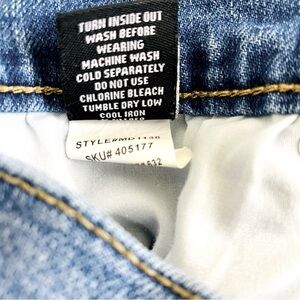 TURN INSIDE OUT
WASH BEFORE
WEARING
MACHINE WASH
COLD SEPARATELY
DO NOT USE
CHLORINE BLEACH
TUMBLE DRY LOW
COOL IRON
SKU# 405177